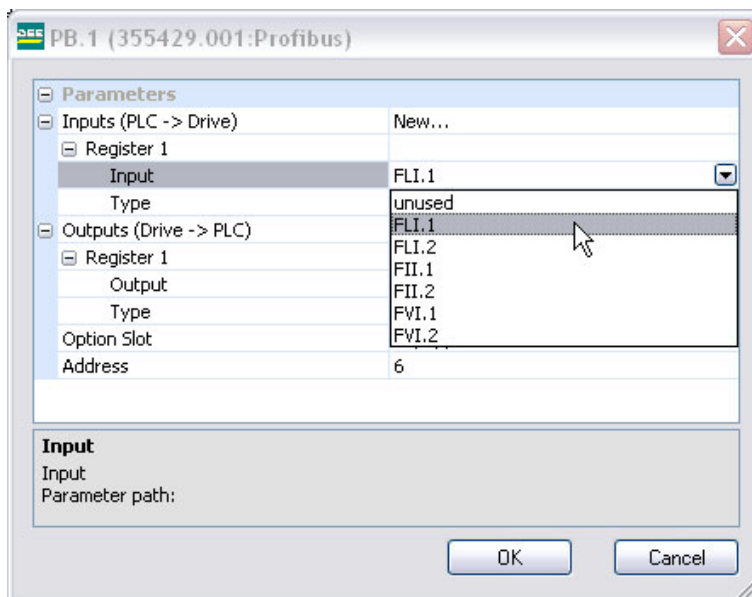 PB.1 (355429.001:Profibus)
Parameters
Inputs (PLC -> Drive) New...
Register 1
Input FLI.1
Type unused
FLI.1
Outputs (Drive -> PLC) FLI.2
Register 1 FII.1
Output FII.2
Type FVI.1
Option Slot FVI.2
Address 6
Input
Input
Parameter path:
OK Cancel